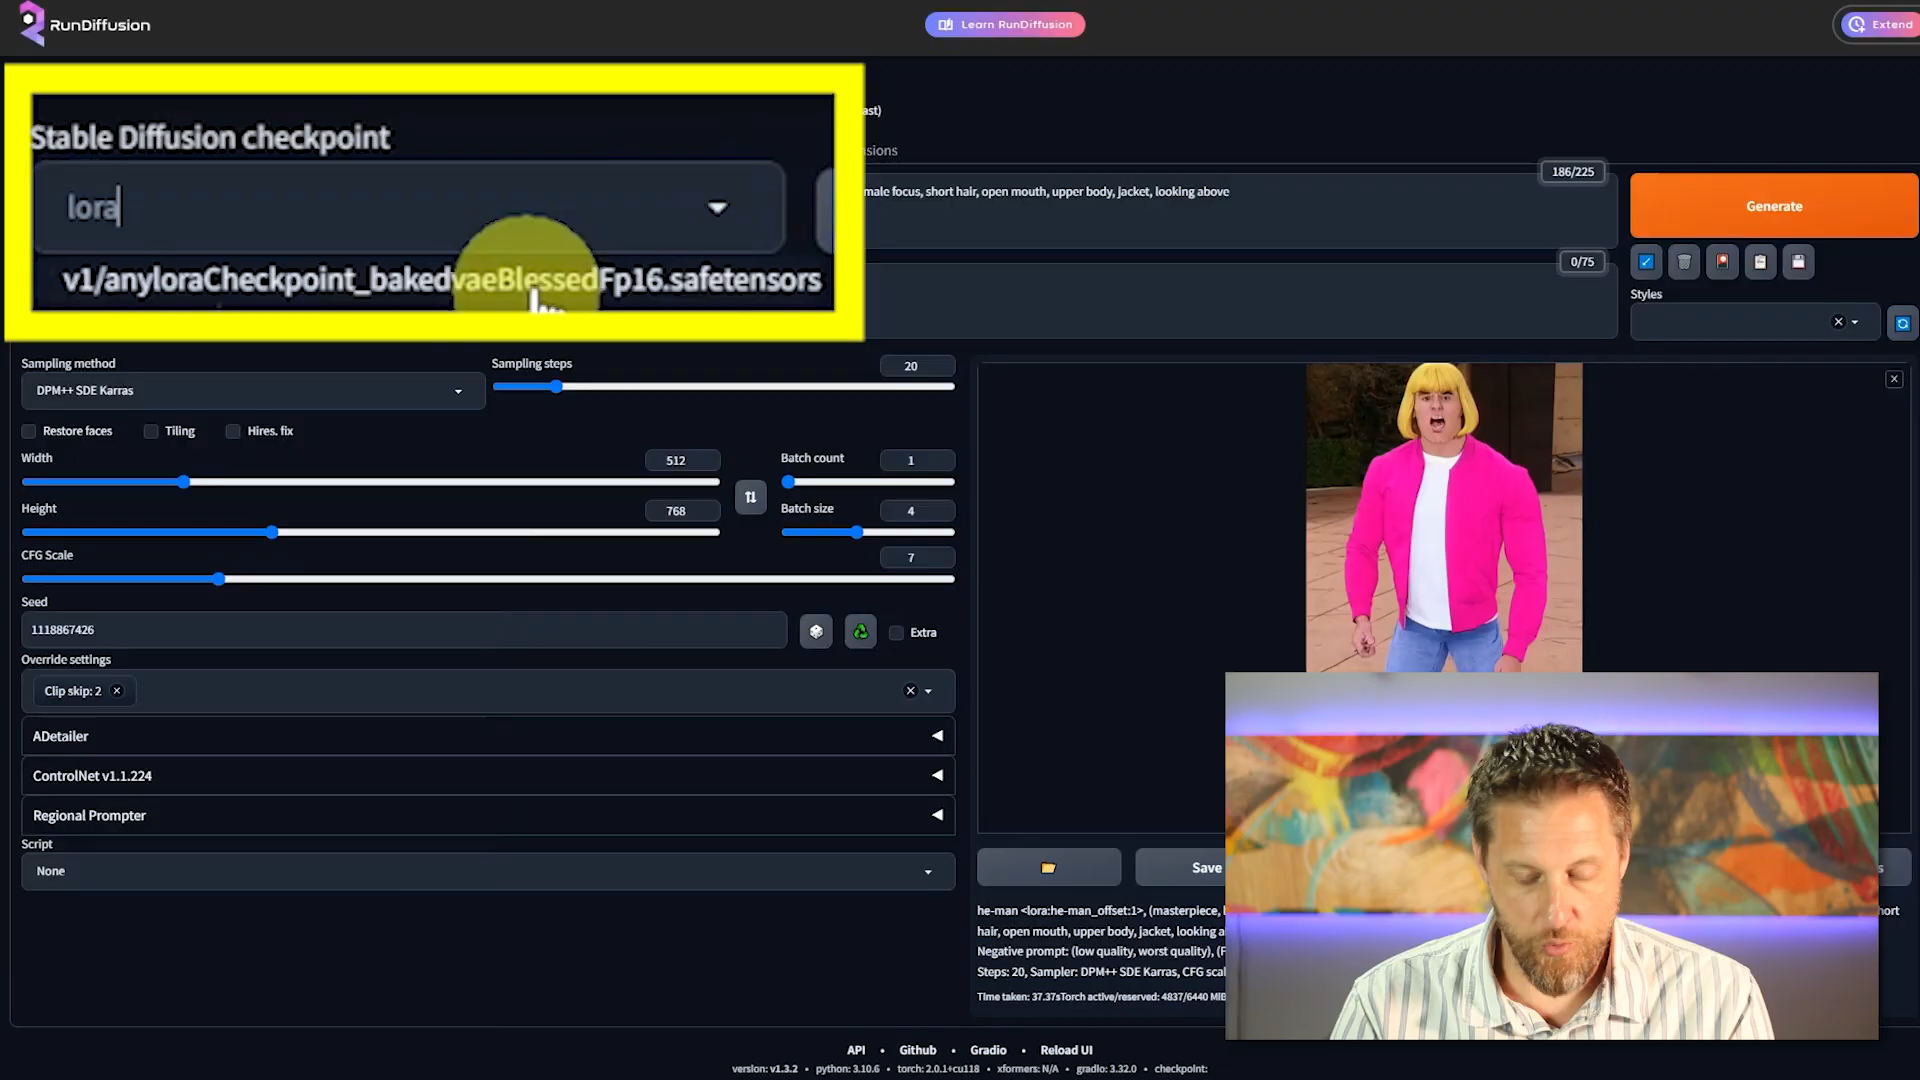 RunDiffusion
Learn RunDiffusion
Extend
Stable Diffusion checkpoint
lora
v1/anyloraCheckpoint_bakedvaeBlessedFp16.safetensors
male focus, short hair, open mouth, upper body, jacket, looking above
186/225
Generate
0/75
Styles
Sampling method
Sampling steps
20
DPM++ SDE Karras
Restore faces
Tiling
Hires. fix
Width
512
Batch count
1
Height
768
Batch size
4
CFG Scale
7
Seed
1118867426
Extra
Override settings
Clip skip: 2
ADetailer
ControlNet v1.1.224
Regional Prompter
Script
None
Save
he-man <lora:he-man_offset:1>, (masterpiece,
hair, open mouth, upper body, jacket, looking a
Negative prompt: (low quality, worst quality), (F
Steps: 20, Sampler: DPM++ SDE Karras, CFG scal
Time taken: 37.37sTorch active/reserved: 4837/6440 MiB
API • Github • Gradio • Reload UI
version: v1.3.2 • python: 3.10.6 • torch: 2.0.1+cu118 • xformers: N/A • gradio: 3.32.0 • checkpoint: